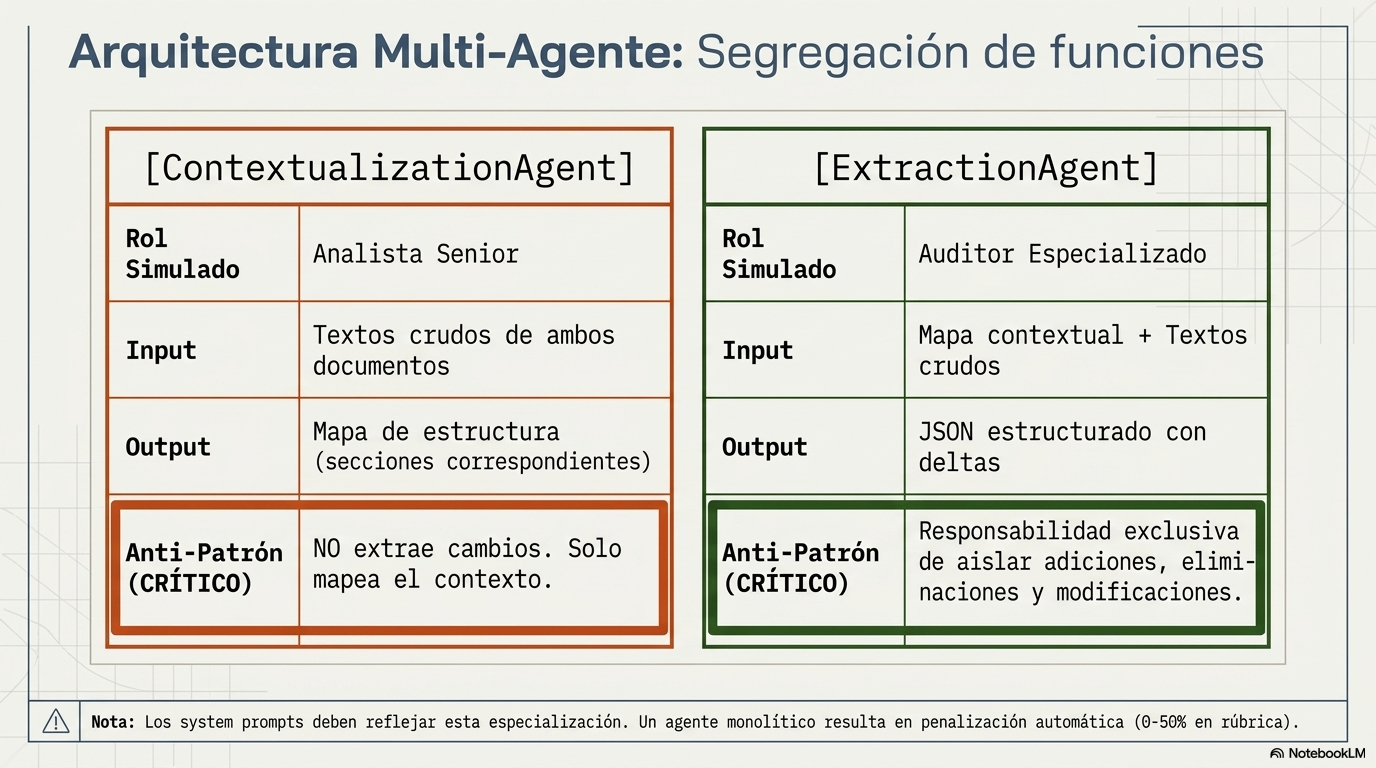 Arquitectura Multi-Agente: Segregación de funciones
[ContextualizationAgent]
Rol
Simulado
Analista Senior
Input
Textos crudos de ambos
documentos
Output
Mapa de estructura
(secciones correspondientes)
Anti-Patrón
(CRÍTICO)
NO extrae cambios. Solo
mapea el contexto.
[ExtractionAgent]
Rol
Simulado
Auditor Especializado
Input
Mapa contextual + Textos
crudos
Output
JSON estructurado con
deltas
Anti-Patrón
(CRÍTICO)
Responsabilidad exclusiva
de aislar adiciones, elimi-
naciones y modificaciones.
Nota: Los system prompts deben reflejar esta especialización. Un agente monolítico resulta en penalización automática (0-50% en rúbrica).
NotebookLM